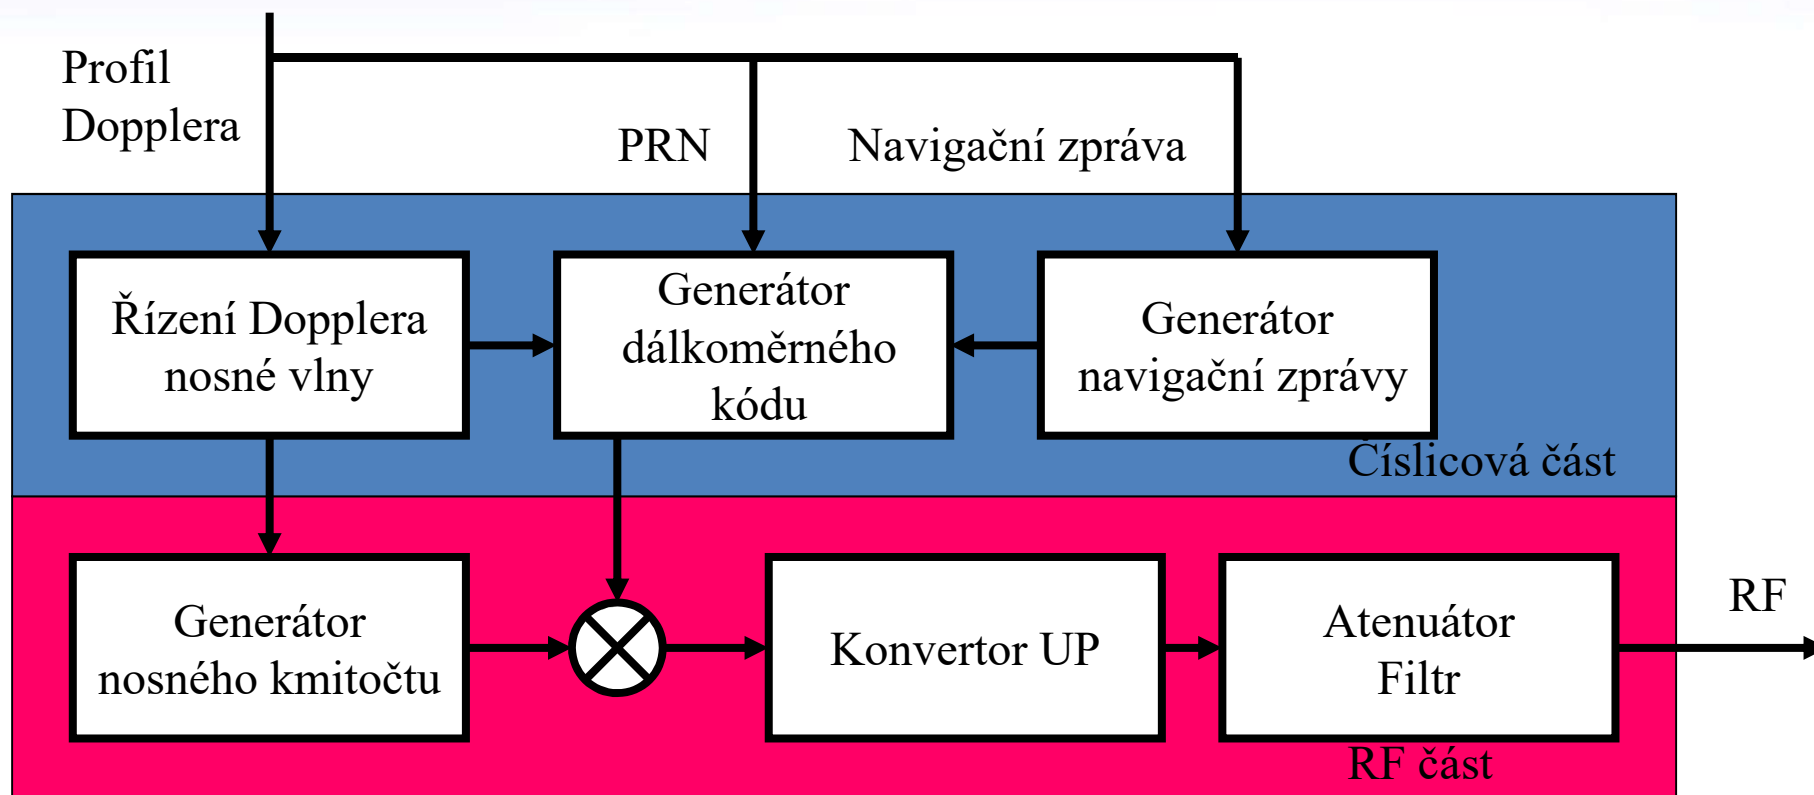 Profil
Dopplera
PRN
Navigační zpráva
Řízení Dopplera
nosné vlny
Generátor
dálkoměrného
kódu
Generátor
navigační zprávy
Číslicová část
Generátor
nosného kmitočtu
Konvertor UP
Atenuátor
Filtr
RF
RF část